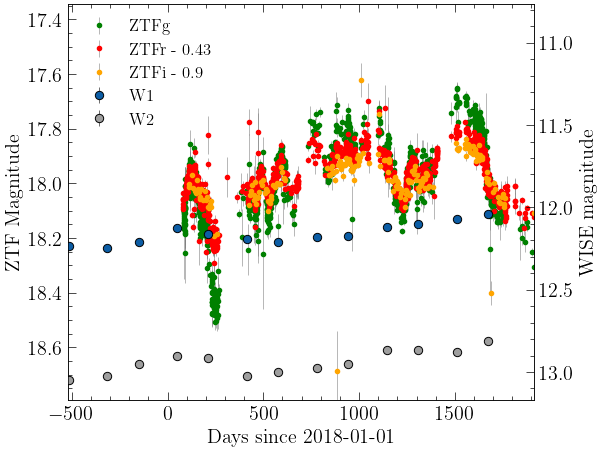 ZTFg
ZTFr - 0.43
ZTFi - 0.9
W1
W2
17.4
17.6
17.8
18.0
18.2
18.4
18.6
ZTF Magnitude
11.0
11.5
12.0
12.5
13.0
WISE magnitude
−500
0
500
1000
1500
Days since 2018-01-01